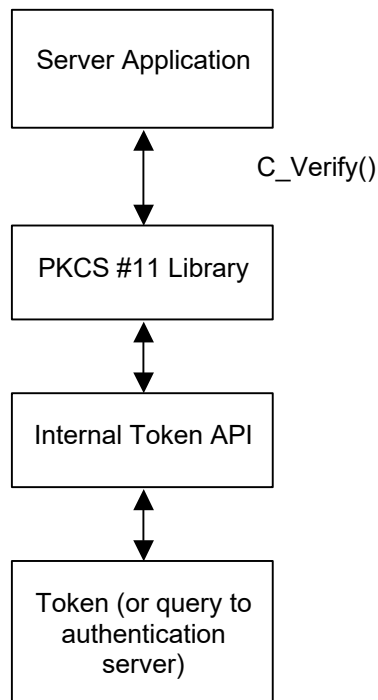 Server Application
C_Verify()
PKCS #11 Library
Internal Token API
Token (or query to
authentication
server)